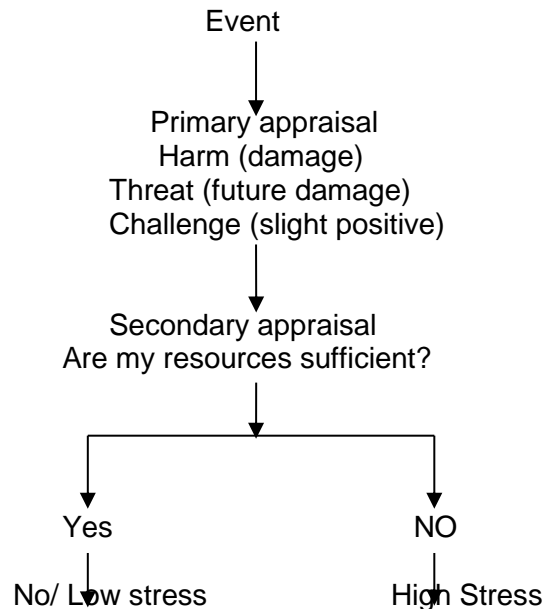 Event
Primary appraisal
Harm (damage)
Threat (future damage)
Challenge (slight positive)
Secondary appraisal
Are my resources sufficient?
Yes
NO
No/ Low stress
High Stress